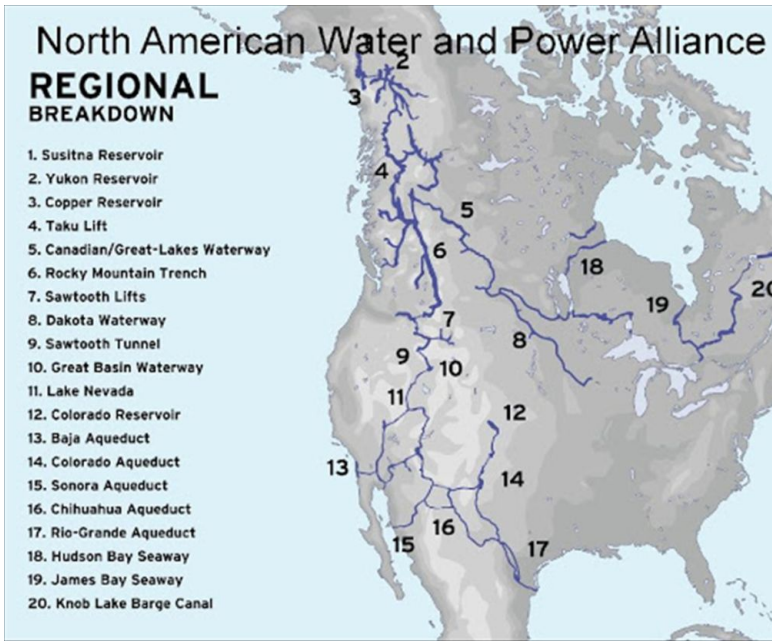 North American Water and Power Alliance
REGIONAL
BREAKDOWN
1. Susitna Reservoir
2. Yukon Reservoir
3. Copper Reservoir
4. Taku Lift
5. Canadian/Great-Lakes Waterway
6. Rocky Mountain Trench
7. Sawtooth Lifts
8. Dakota Waterway
9. Sawtooth Tunnel
10. Great Basin Waterway
11. Lake Nevada
12. Colorado Reservoir
13. Baja Aqueduct
14. Colorado Aqueduct
15. Sonora Aqueduct
16. Chihuahua Aqueduct
17. Rio-Grande Aqueduct
18. Hudson Bay Seaway
19. James Bay Seaway
20. Knob Lake Barge Canal
2
3
4
5
6
18
20
19
7
8
9
10
11
12
13
14
16
15
17